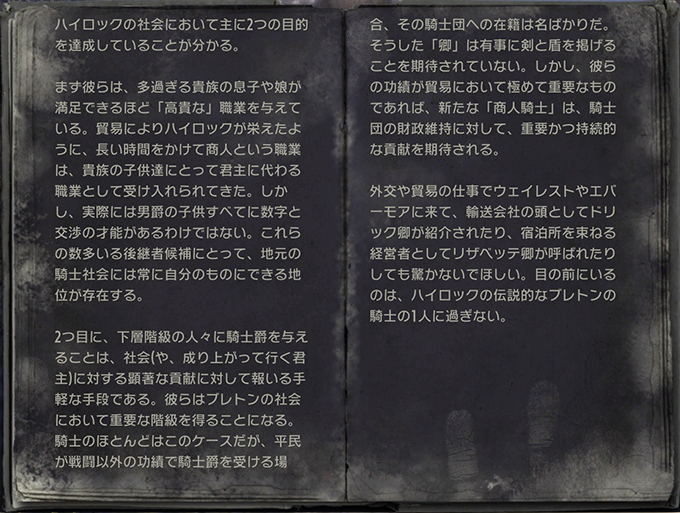 ハイロックの社会において主に2つの目的
を達成していることが分かる。
まず彼らは、多過ぎる貴族の息子や娘が
満足できるほど「高貴な」職業を与えて
いる。貿易によりハイロックが栄えたよ
うに、長い時間をかけて商人という職業
は、貴族の子供達にとって君主に代わる
職業として受け入れられてきた。しか
し、実際には男爵の子供すべてに数字と
交渉の才能があるわけではない。これら
の数多いる後継者候補にとって、地元の
騎士社会には常に自分のものにできる地
位が存在する。
2つ目に、下層階級の人々に騎士爵を与え
ることは、社会(や、成り上がって行く君
主)に対する顕著な貢献に対して報いる手
軽な手段である。彼らはブレトンの社会
において重要な階級を得ることになる。
騎士のほとんどはこのケースだが、平民
が戦闘以外の功績で騎士爵を受ける場
合、その騎士団への在籍は名ばかりだ。
そうした「卿」は有事に剣と盾を掲げる
ことを期待されていない。しかし、彼ら
の功績が貿易において極めて重要なもの
であれば、新たな「商人騎士」は、騎士
団の財政維持に対して、重要かつ持続的
な貢献を期待される。
外交や貿易の仕事でウェイレストやエバ
ーモアに来て、輸送会社の頭としてドリ
ック卿が紹介されたり、宿泊所を束ねる
経営者としてリザベッテ卿が呼ばれたり
しても驚かないでほしい。目の前にいる
のは、ハイロックの伝説的なブレトンの
騎士の1人に過ぎない。